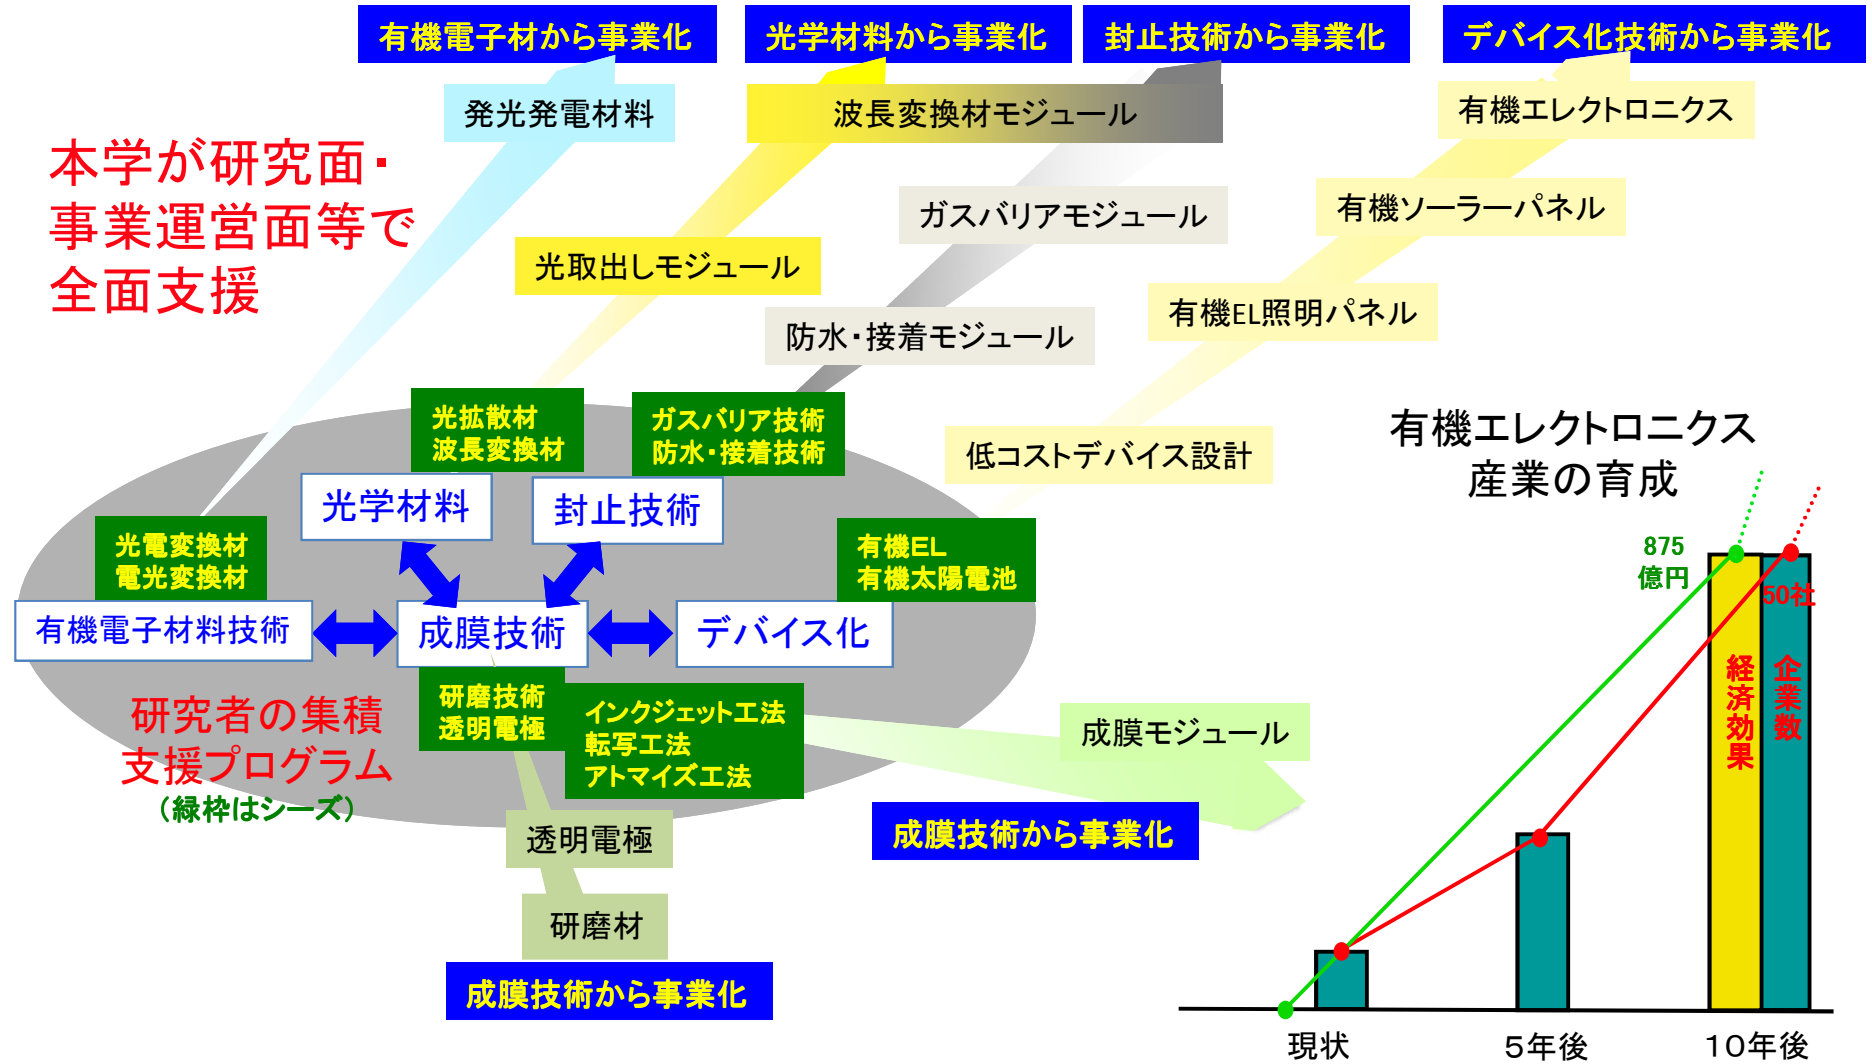 有機電子材から事業化
光学材料から事業化
封止技術から事業化
デバイス化技術から事業化
発光発電材料
波長変換材モジュール
有機エレクトロニクス
本学が研究面・
事業運営面等で
全面支援
ガスバリアモジュール
有機ソーラーパネル
光取出しモジュール
防水・接着モジュール
有機EL照明パネル
光拡散材
波長変換材
ガスバリア技術
防水・接着技術
低コストデバイス設計
有機エレクトロニクス
産業の育成
光学材料
封止技術
光電変換材
電光変換材
有機EL
有機太陽電池
有機電子材料技術
成膜技術
デバイス化
研磨技術
透明電極
インクジェット工法
転写工法
アトマイズ工法
研究者の集積
支援プログラム
（緑枠はシーズ）
成膜モジュール
透明電極
成膜技術から事業化
研磨材
成膜技術から事業化
875
億円
50社
経済効果
企業数
現状
５年後
１０年後